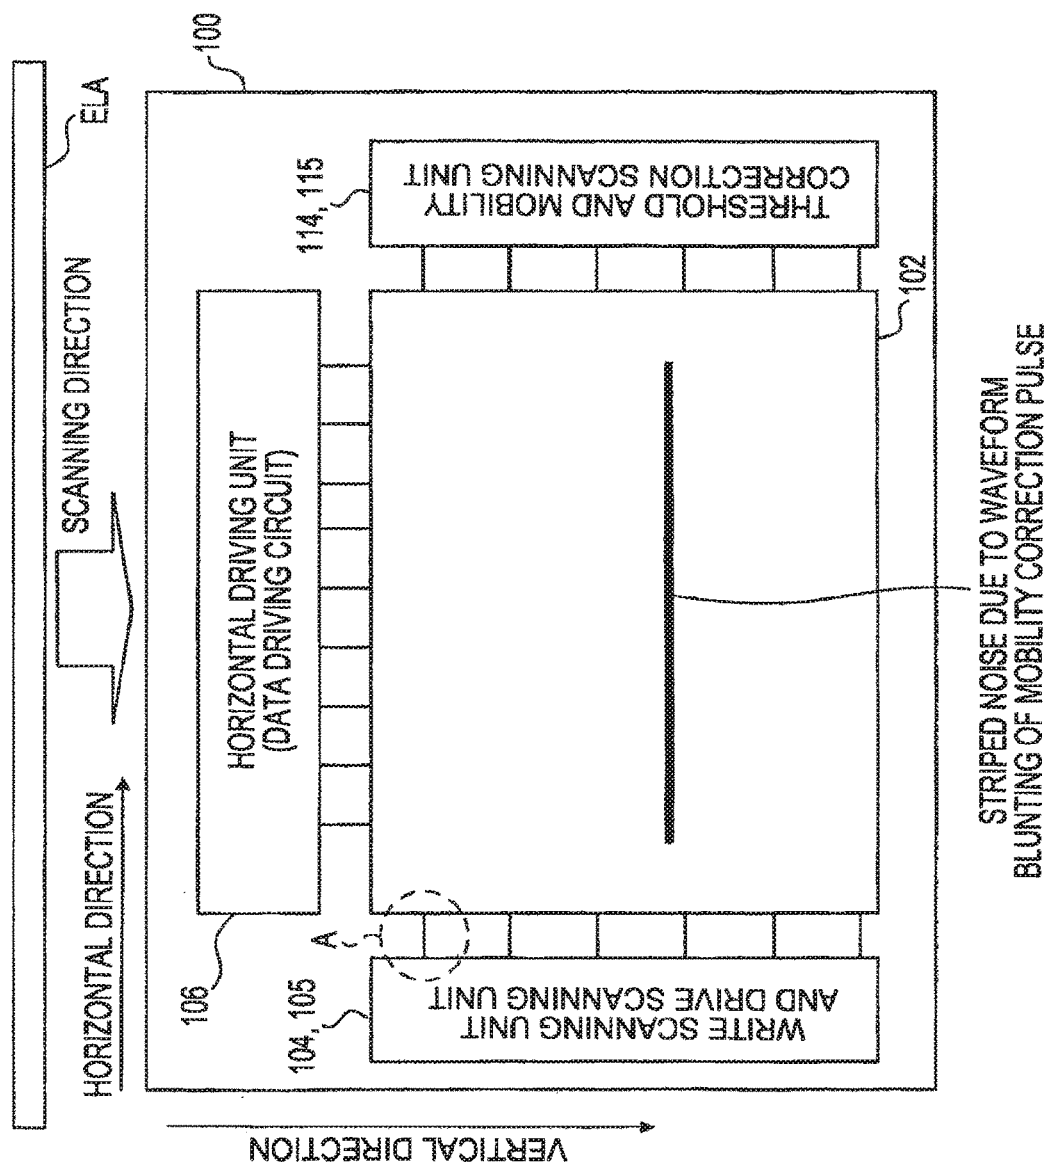 ELA
SCANNING DIRECTION
HORIZONTAL DIRECTION
VERTICAL DIRECTION
100
106
HORIZONTAL DRIVING UNIT
(DATA DRIVING CIRCUIT)
A
104, 105
WRITE SCANNING UNIT
AND DRIVE SCANNING UNIT
114, 115
THRESHOLD AND MOBILITY
CORRECTION SCANNING UNIT
102
STRIPED NOISE DUE TO WAVEFORM
BLUNTING OF MOBILITY CORRECTION PULSE